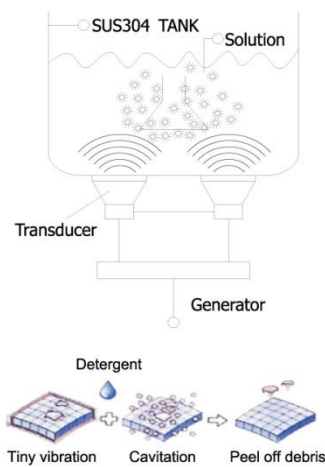 SUS304 TANK
Solution
Transducer
Generator
Detergent
Tiny vibration
Cavitation
Peel off debris